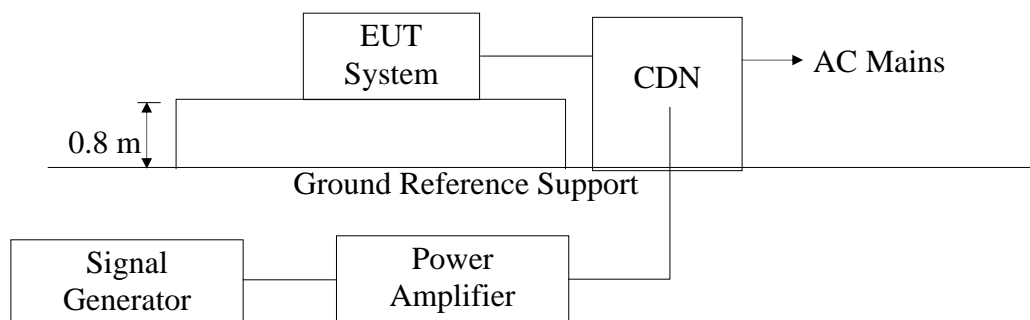 EUT
System
CDN
AC Mains
0.8 m
Ground Reference Support
Signal
Generator
Power
Amplifier